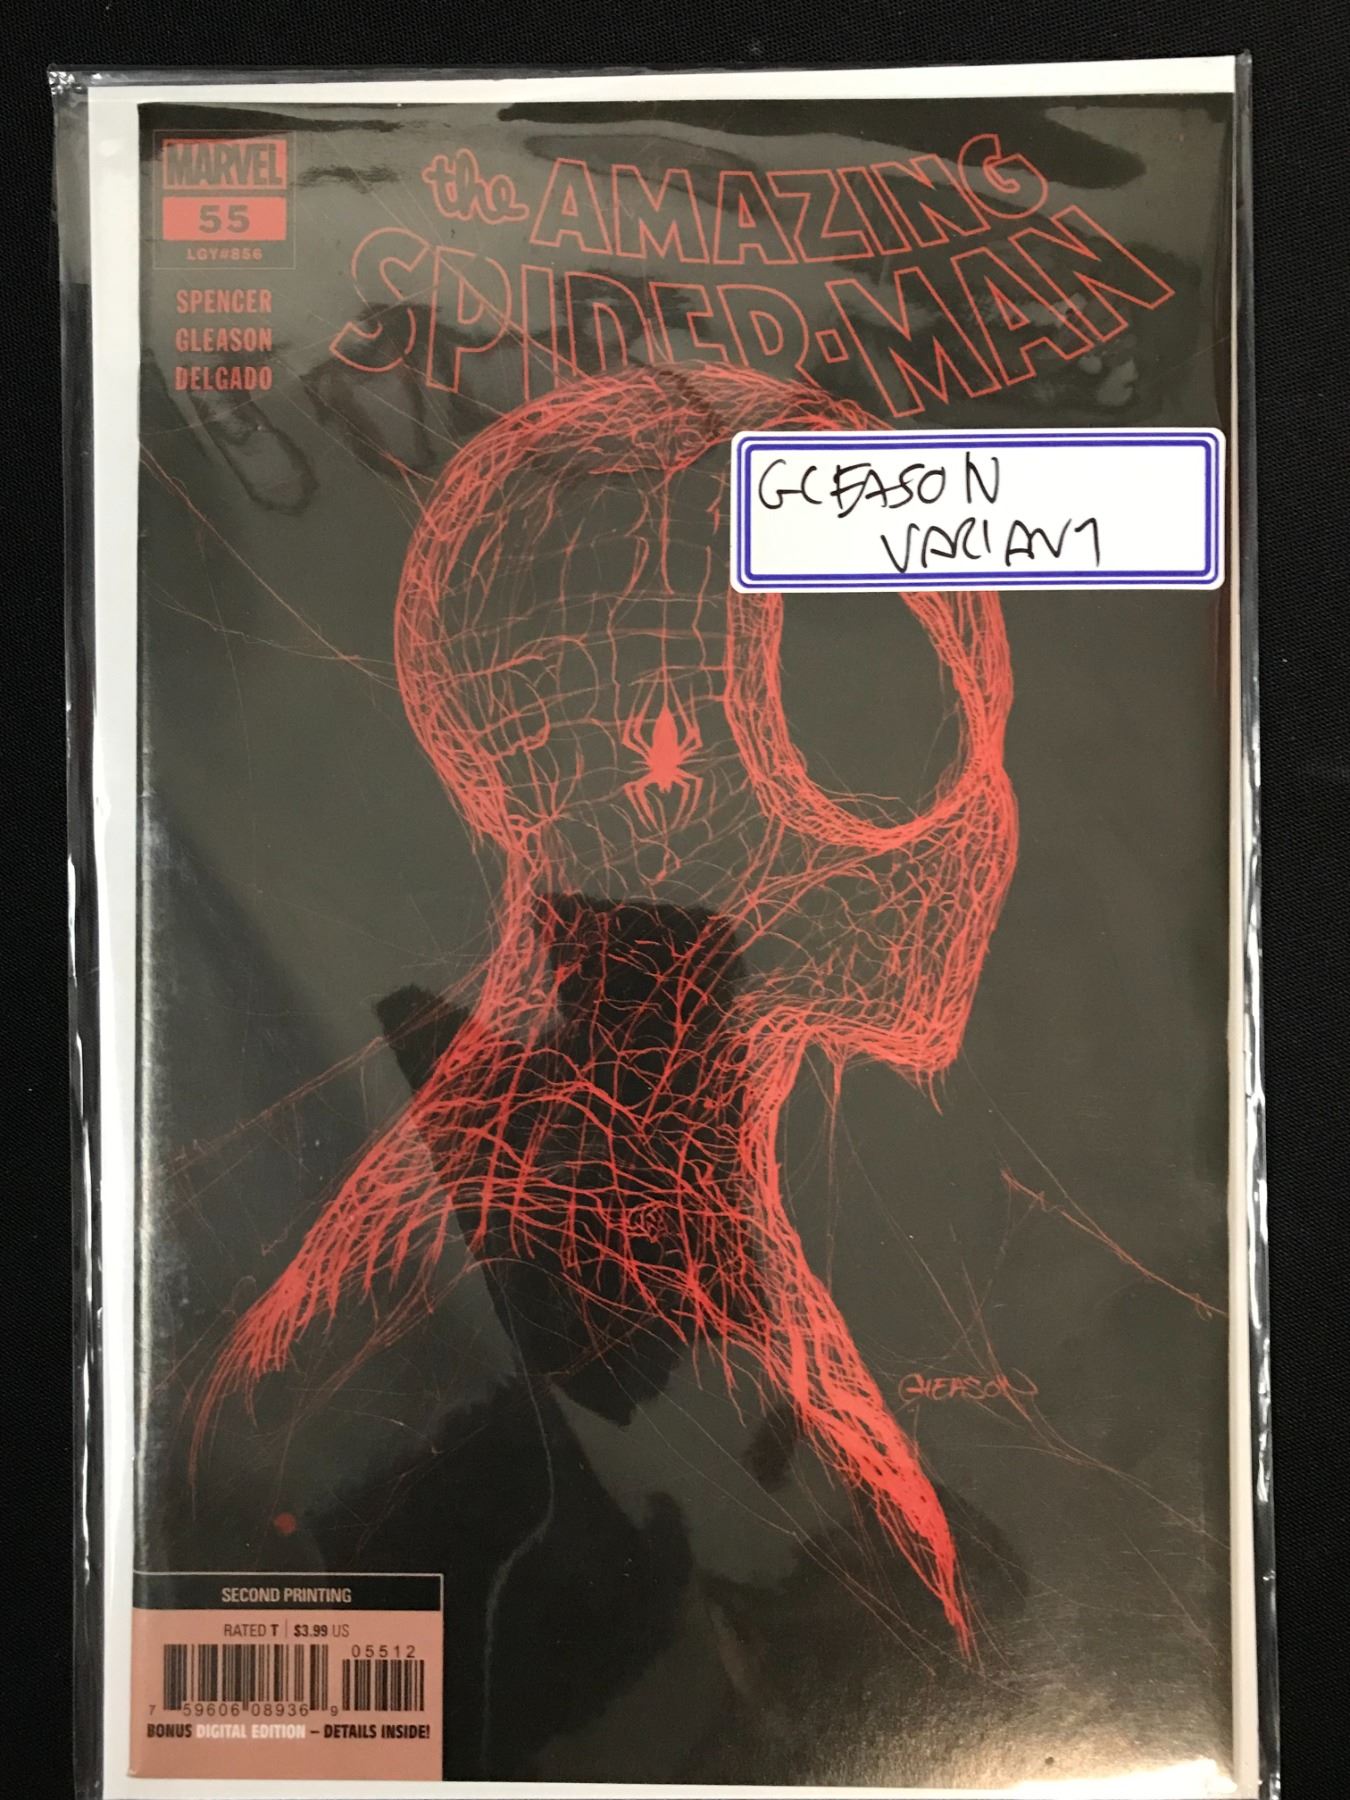 MARVEL
55
LGY#856
SPENCER
GLEASON
DELGADO
the AMAZING
SPIDER-MAN
GLEASON
VARIANT
GLEASON
SECOND PRINTING
RATED T $3.99 US
05512
7 59606 08936 9
BONUS DIGITAL EDITION – DETAILS INSIDE!